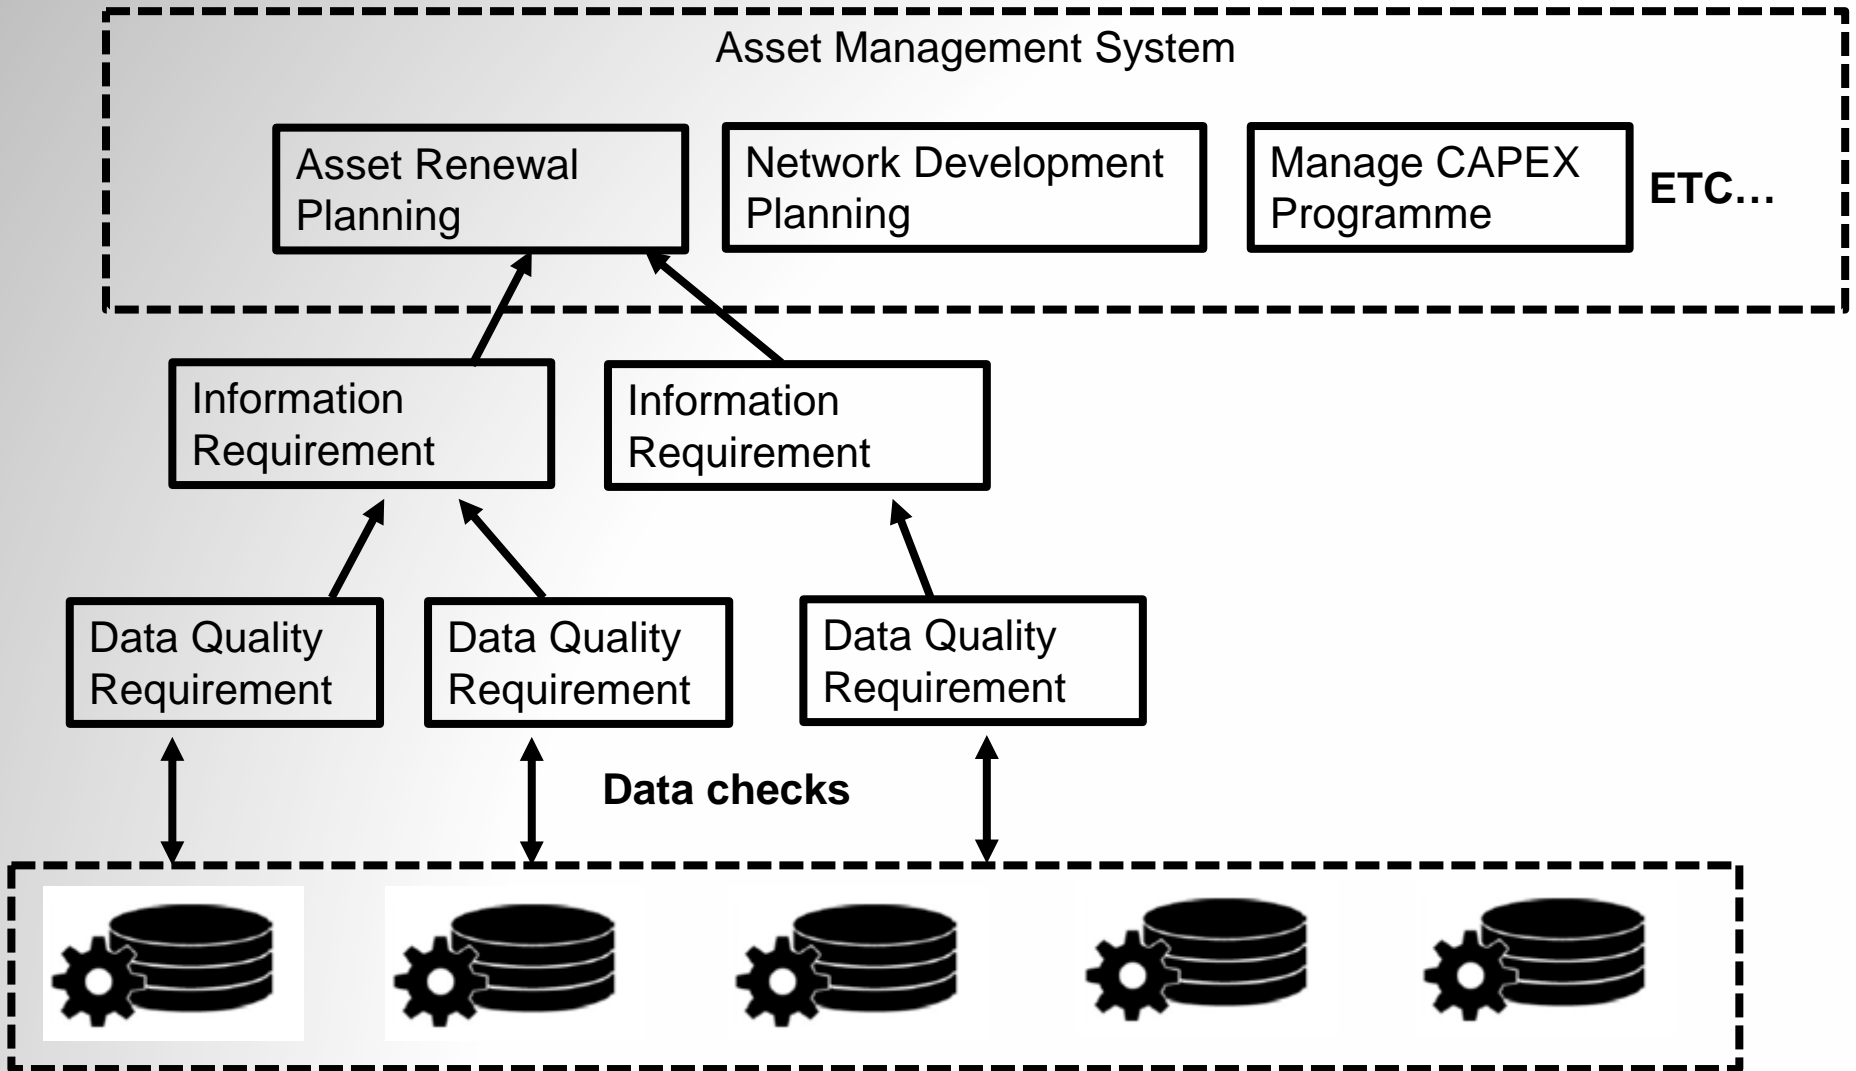 Asset Management System
Asset Renewal
Planning
Network Development
Planning
Manage CAPEX
Programme
ETC…
Information
Requirement
Information
Requirement
Data Quality
Requirement
Data Quality
Requirement
Data Quality
Requirement
Data checks